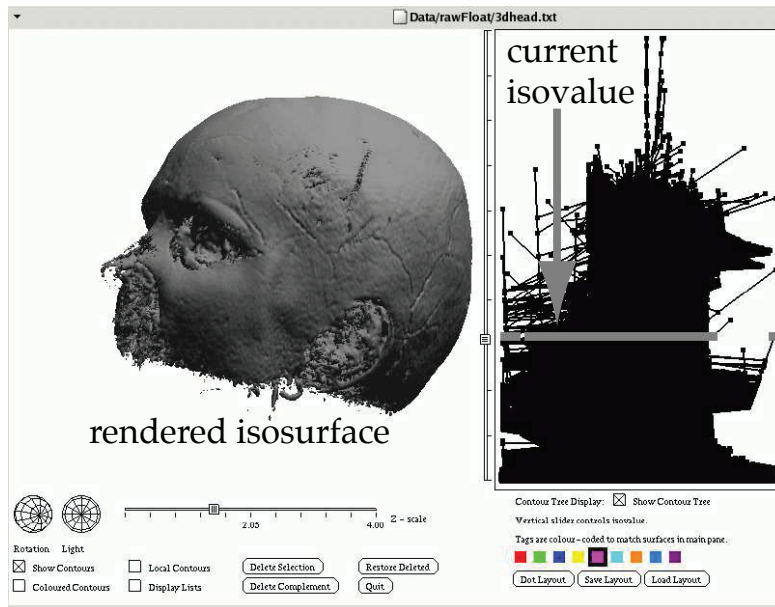 Data/rawFloat/3dhead.txt
current
isovalue
rendered isosurface
2.05
4.00
Z - scale
Rotation
Light
Show Contours
Local Contours
Delete Selection
Restore Deleted
Coloured Contours
Display Lists
Delete Complement
Quit
Contour Tree Display:
Show Contour Tree
Vertical slider controls isovalue.
Tags are colour-coded to match surfaces in main pane.
Dot Layout
Save Layout
Load Layout